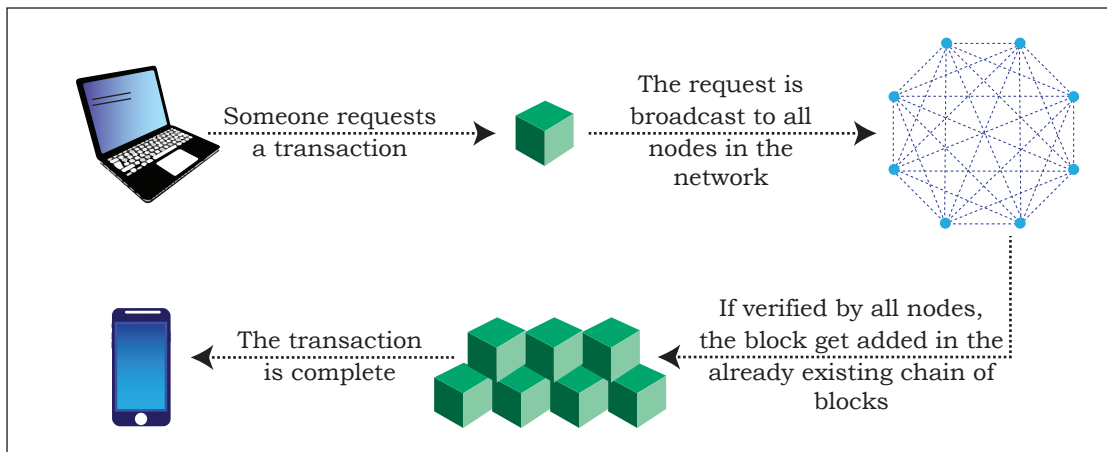 Someone requests
a transaction
The request is
broadcast to all
nodes in the
network
If verified by all nodes,
the block get added in the
already existing chain of
blocks
The transaction
is complete